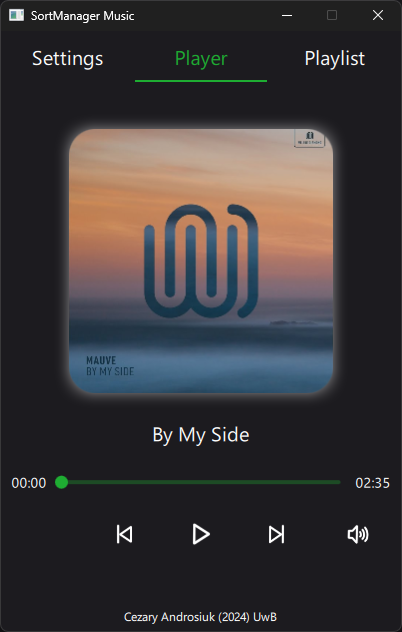 SortManager Music
Settings
Player
Playlist
MAUVE
BY MY SIDE
By My Side
00:00
02:35
Cezary Androsiuk (2024) UwB